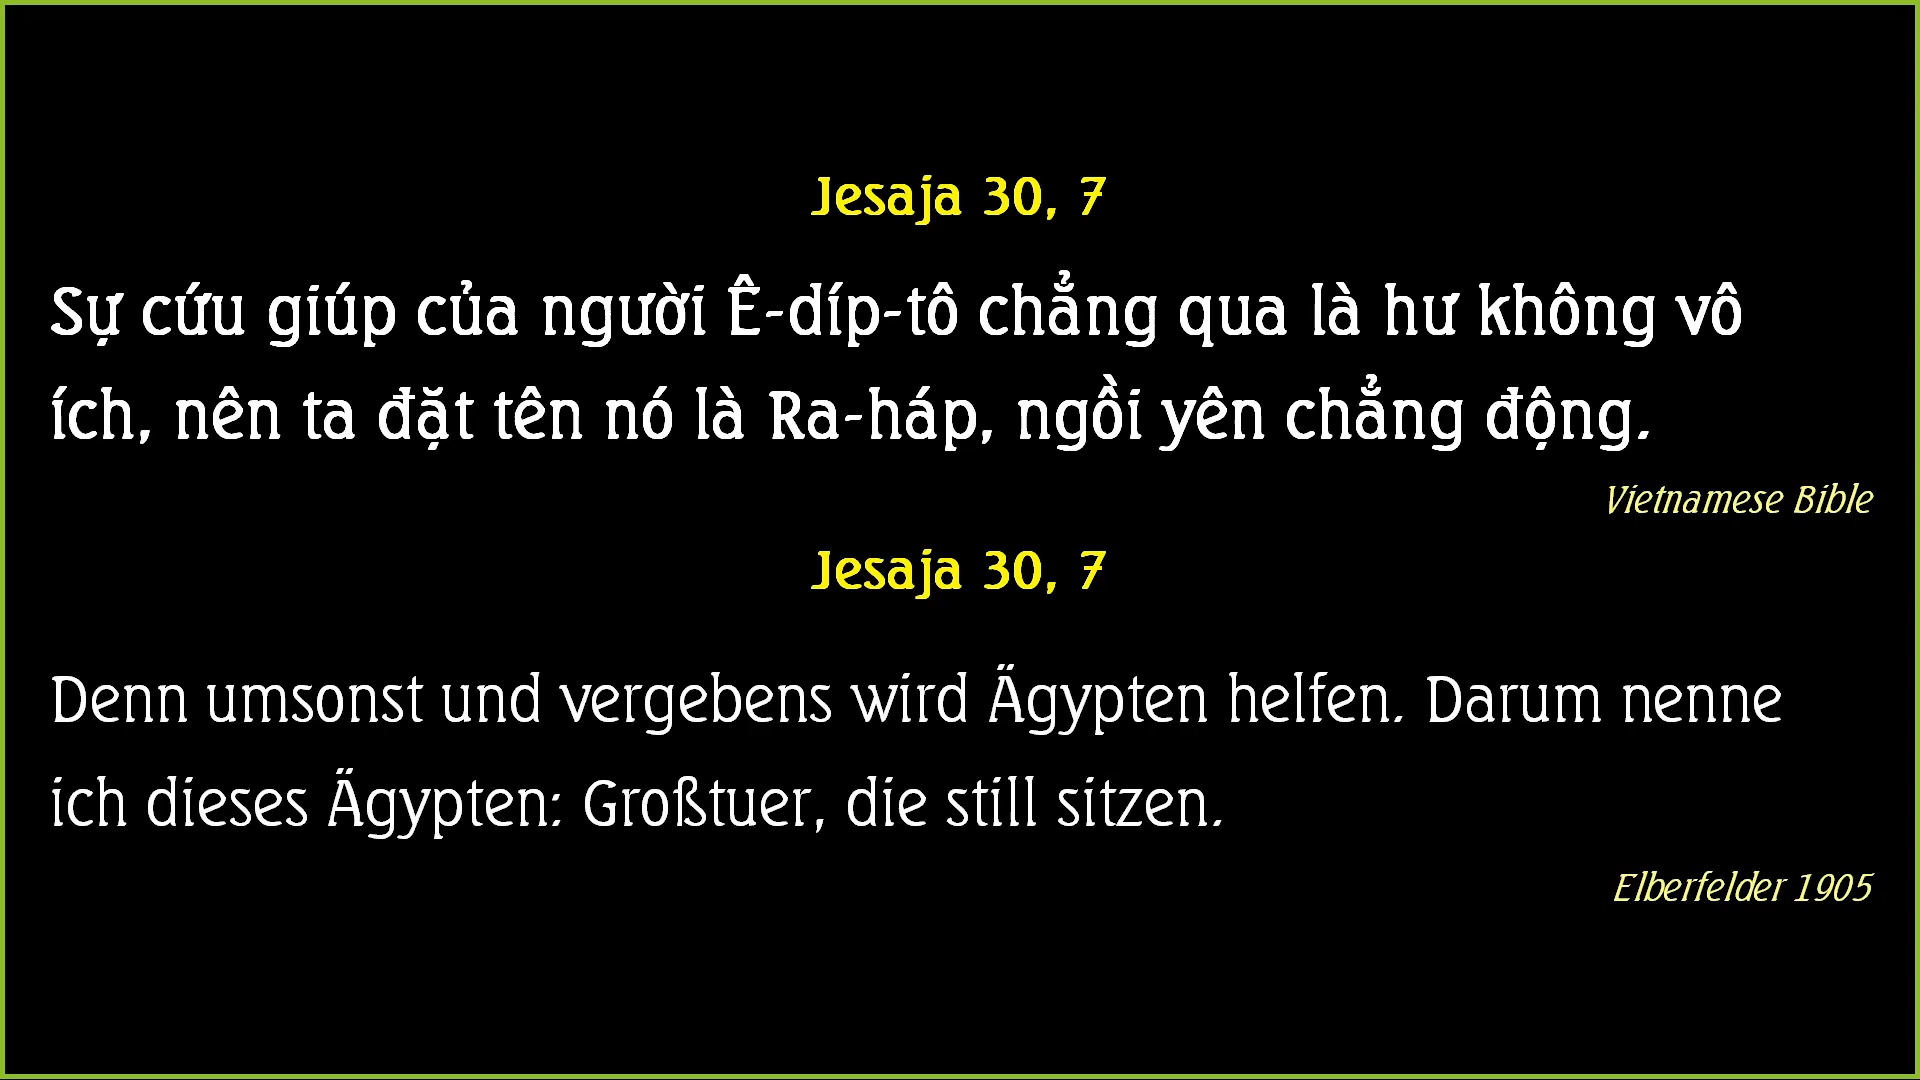 Jesaja 30, 7
Sự cứu giúp của người Ê-díp-tô chẳng qua là hư không vô
ích, nên ta đặt tên nó là Ra-háp, ngồi yên chẳng động.
Vietnamese Bible
Jesaja 30, 7
Denn umsonst und vergebens wird Ägypten helfen. Darum nenne
ich dieses Ägypten: Großtuer, die still sitzen.
Elberfelder 1905